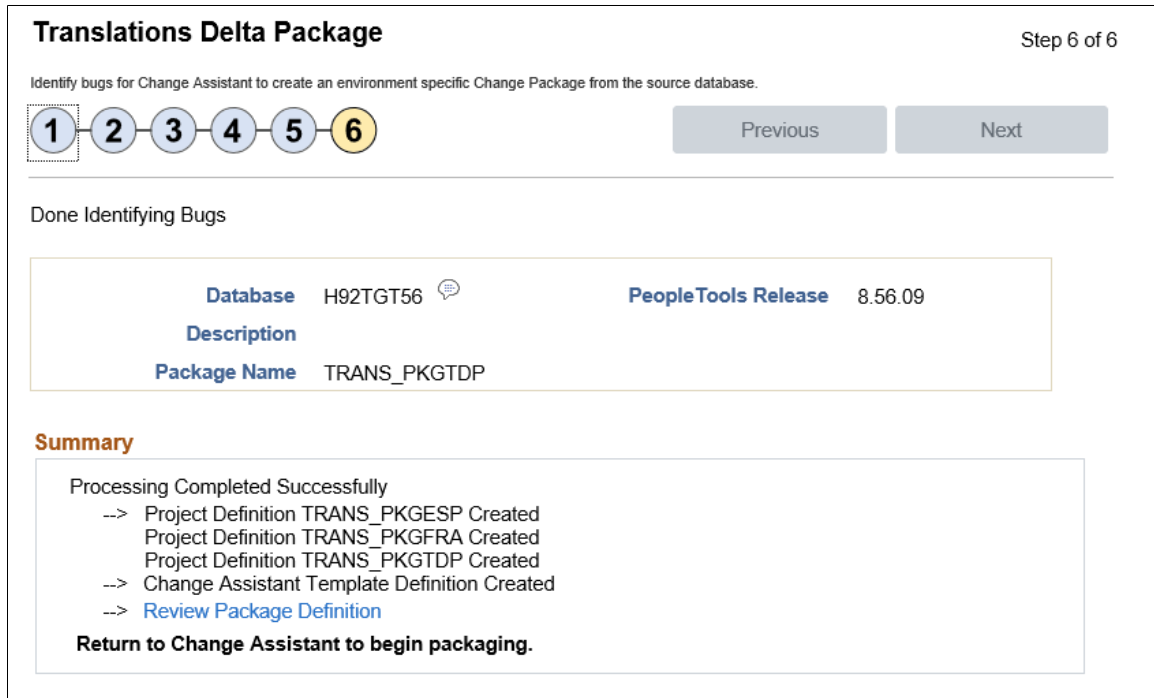 Translations Delta Package
Step 6 of 6
Identify bugs for Change Assistant to create an environment specific Change Package from the source database.
1 2 3 4 5 6
Previous Next
Done Identifying Bugs
Database H92TGT56 PeopleTools Release 8.56.09
Description
Package Name TRANS_PKGTDP
Summary
Processing Completed Successfully
--> Project Definition TRANS_PKGESP Created
Project Definition TRANS_PKGFRA Created
Project Definition TRANS_PKGTDP Created
--> Change Assistant Template Definition Created
--> Review Package Definition
Return to Change Assistant to begin packaging.